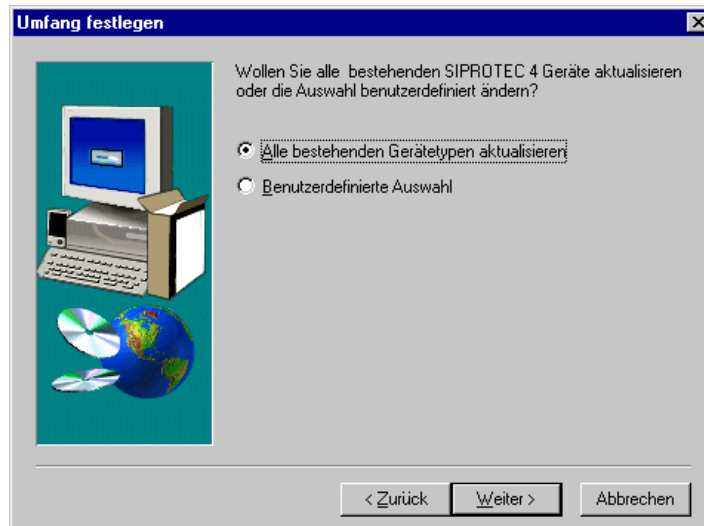 Umfang festlegen
Wollen Sie alle bestehenden SIPROTEC 4 Geräte aktualisieren
oder die Auswahl benutzerdefiniert ändern?
Alle bestehenden Gerätetypen aktualisieren
Benutzerdefinierte Auswahl
< Zurück
Weiter >
Abbrechen